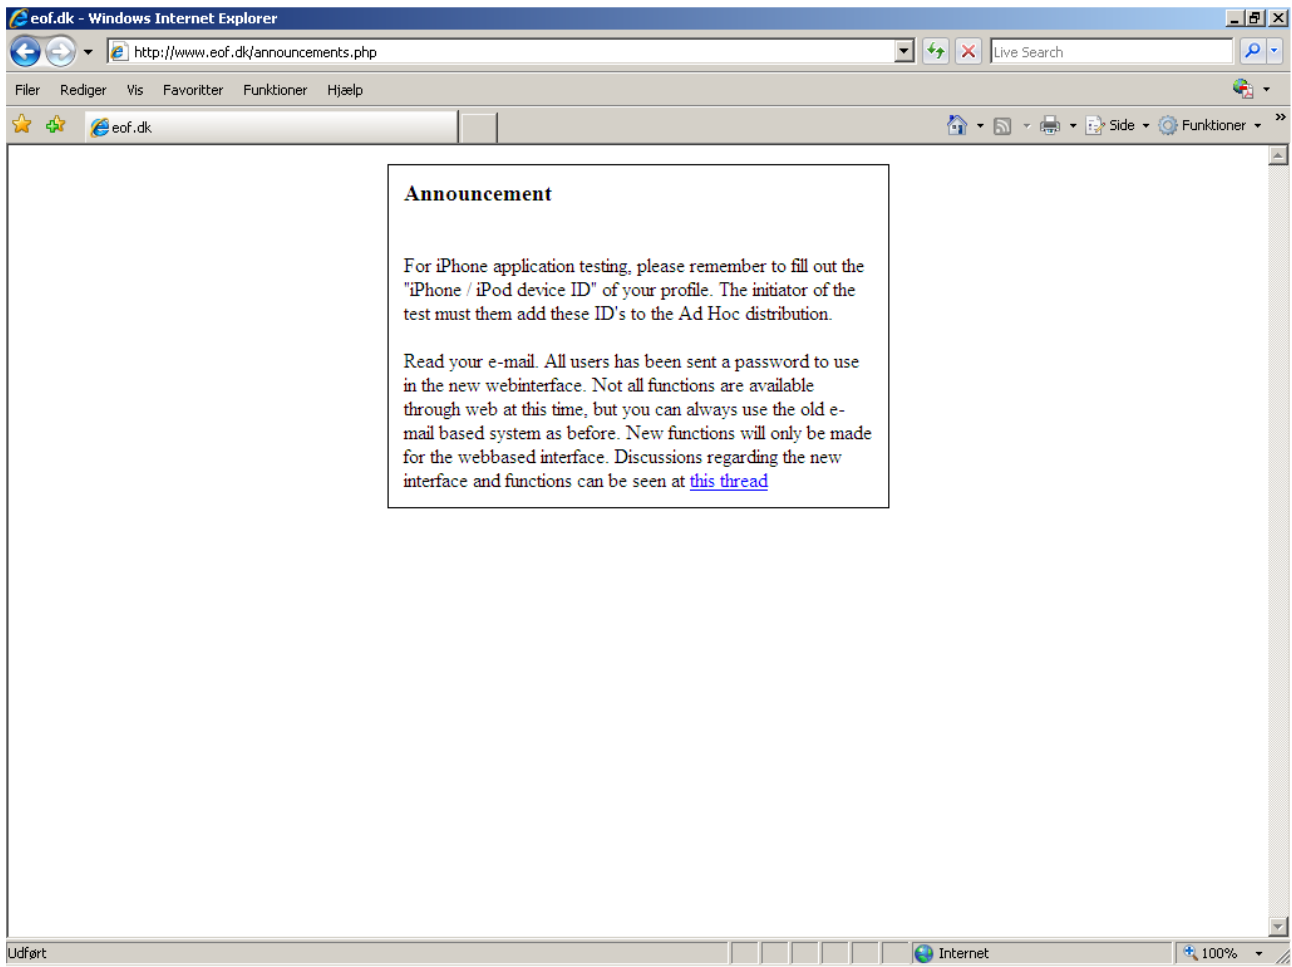 eof.dk - Windows Internet Explorer
http://www.eof.dk/announcements.php
Live Search
Filer Rediger Vis Favoritter Funktioner Hjælp
eof.dk
Side Funktioner »
Announcement
For iPhone application testing, please remember to fill out the
"iPhone / iPod device ID" of your profile. The initiator of the
test must them add these ID's to the Ad Hoc distribution.
Read your e-mail. All users has been sent a password to use
in the new webinterface. Not all functions are available
through web at this time, but you can always use the old e-
mail based system as before. New functions will only be made
for the webbased interface. Discussions regarding the new
interface and functions can be seen at this thread
Udført
Internet
100%